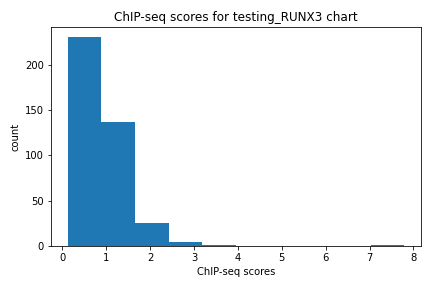 ChIP-seq scores for testing_RUNX3 chart
count
200
150
100
50
0
0 1 2 3 4 5 6 7 8
ChIP-seq scores